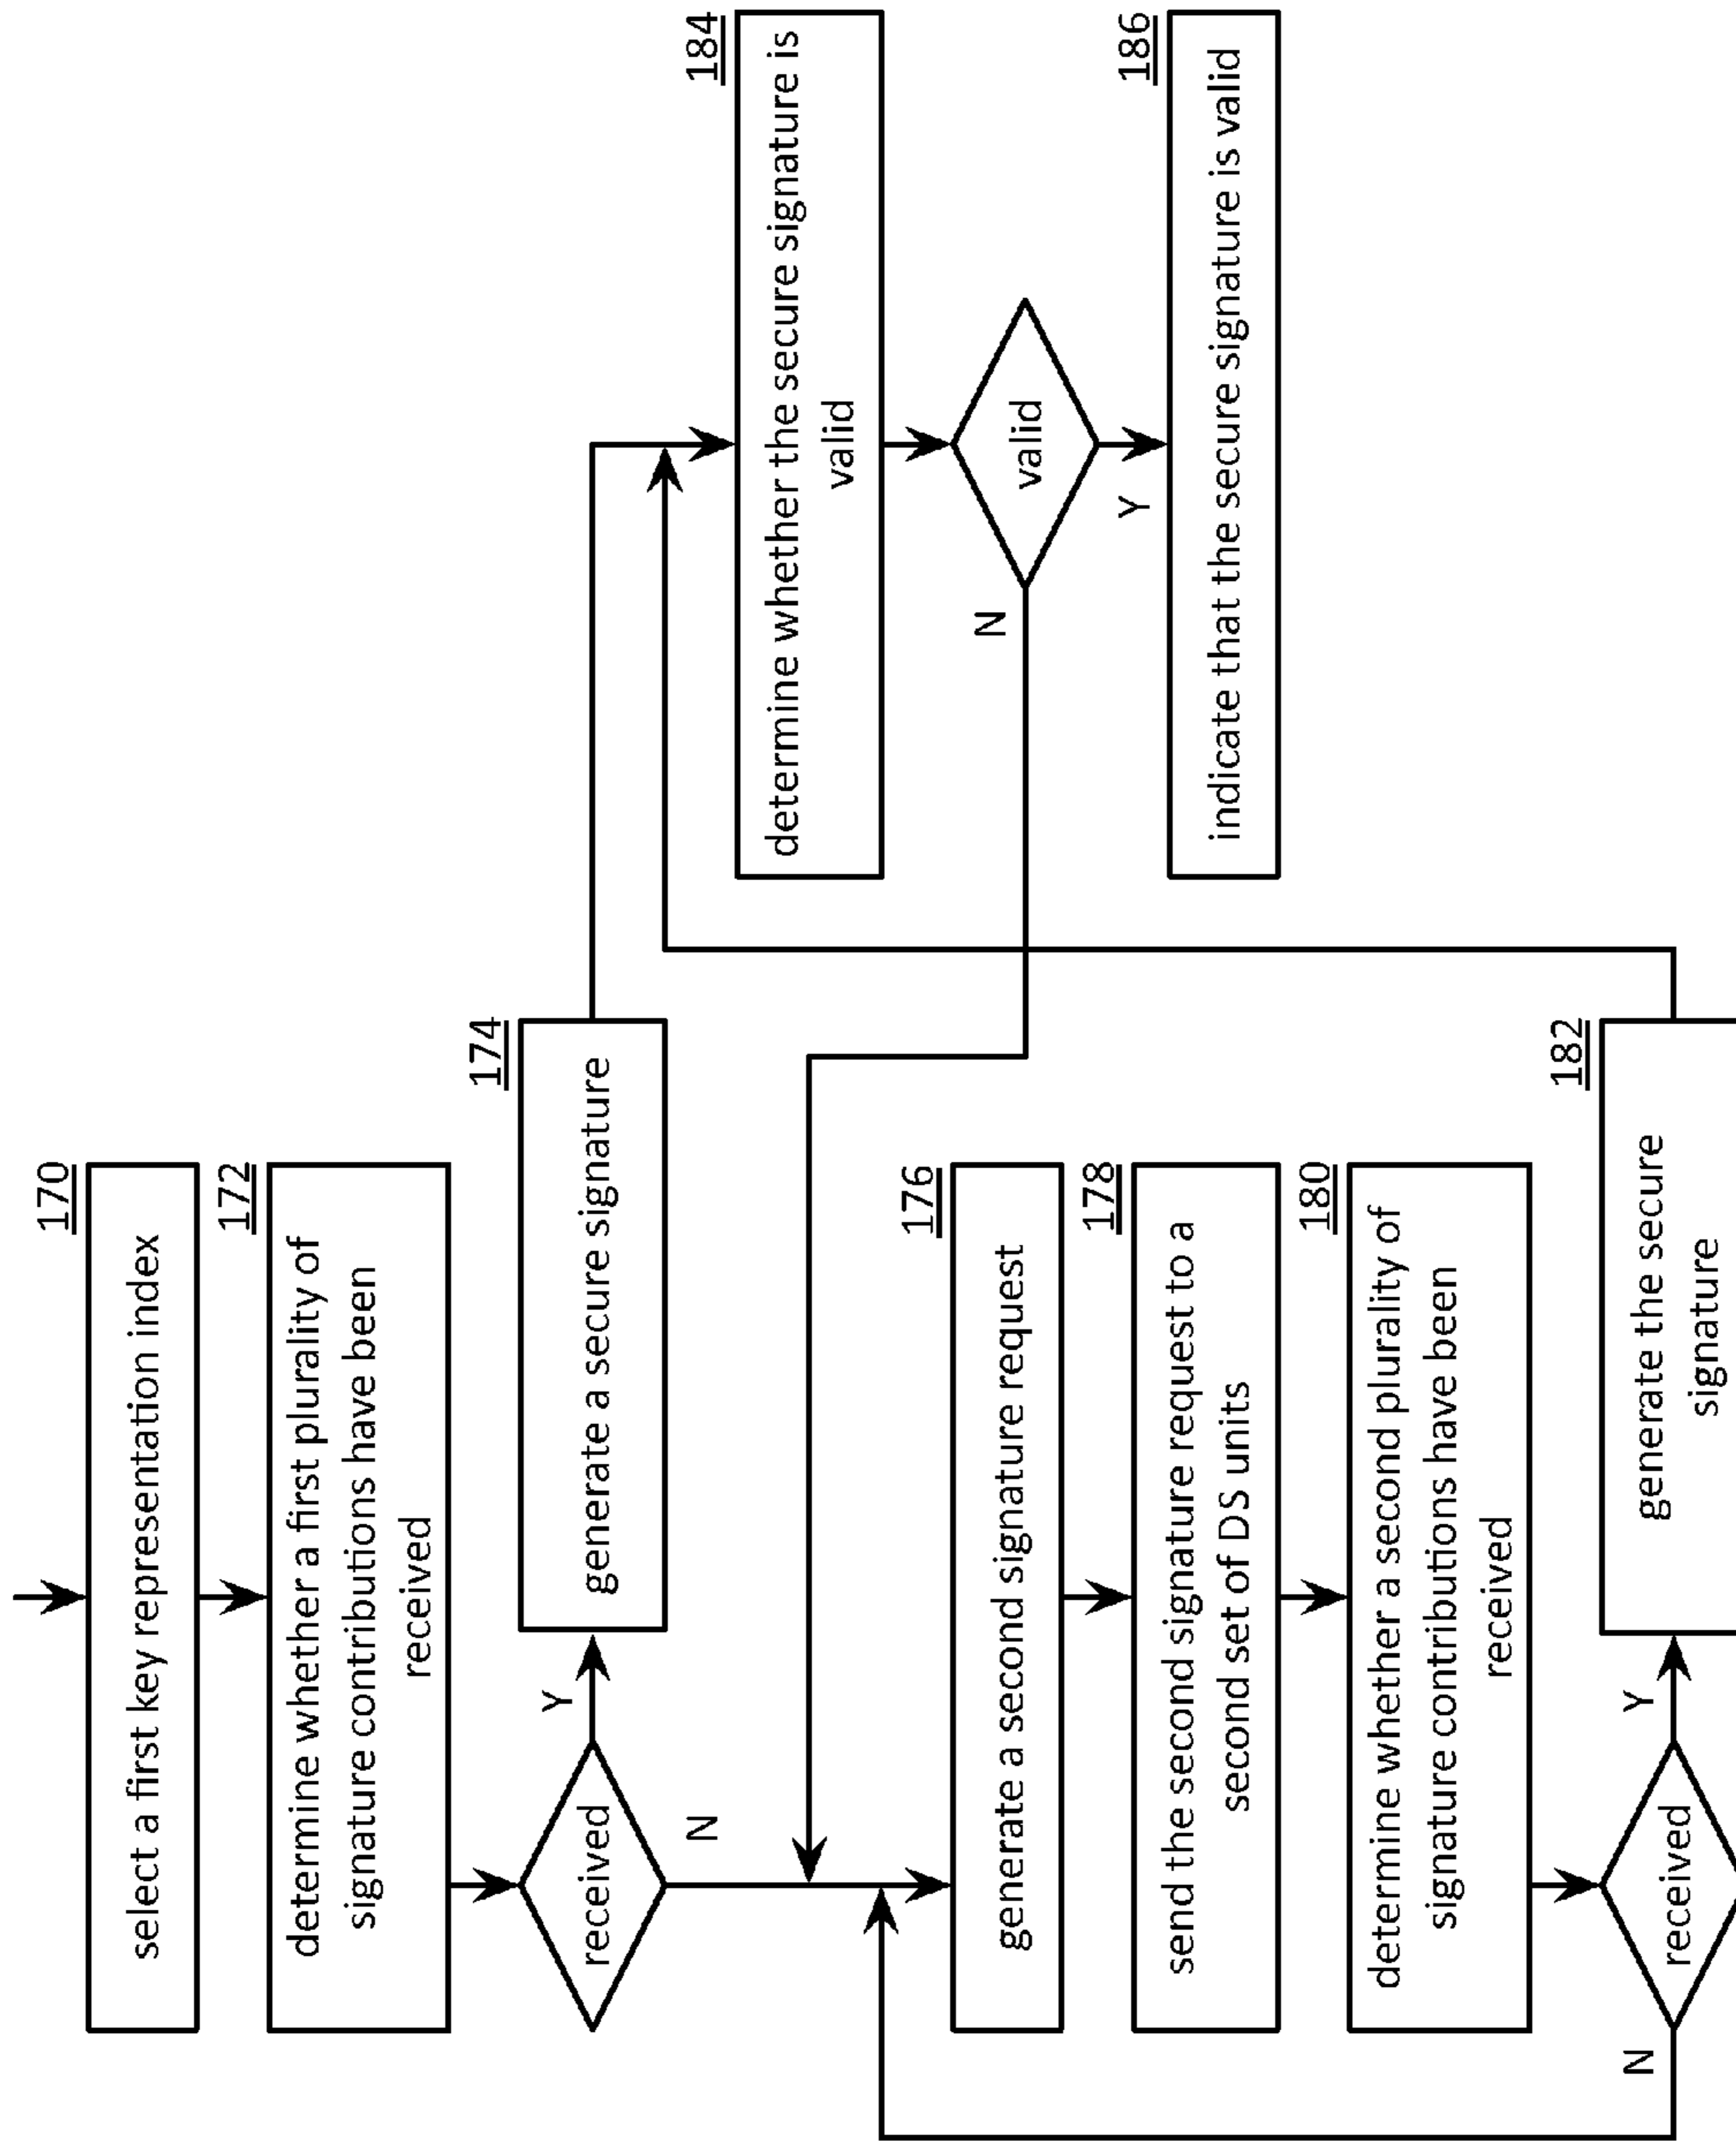 170
select a first key representation index
172
determine whether a first plurality of
signature contributions have been
received
received
Y
N
174
generate a secure signature
176
generate a second signature request
178
send the second signature request to a
second set of DS units
180
determine whether a second plurality of
signature contributions have been
received
received
Y
N
182
generate the secure
signature
184
determine whether the secure signature is
valid
valid
N
Y
186
indicate that the secure signature is valid